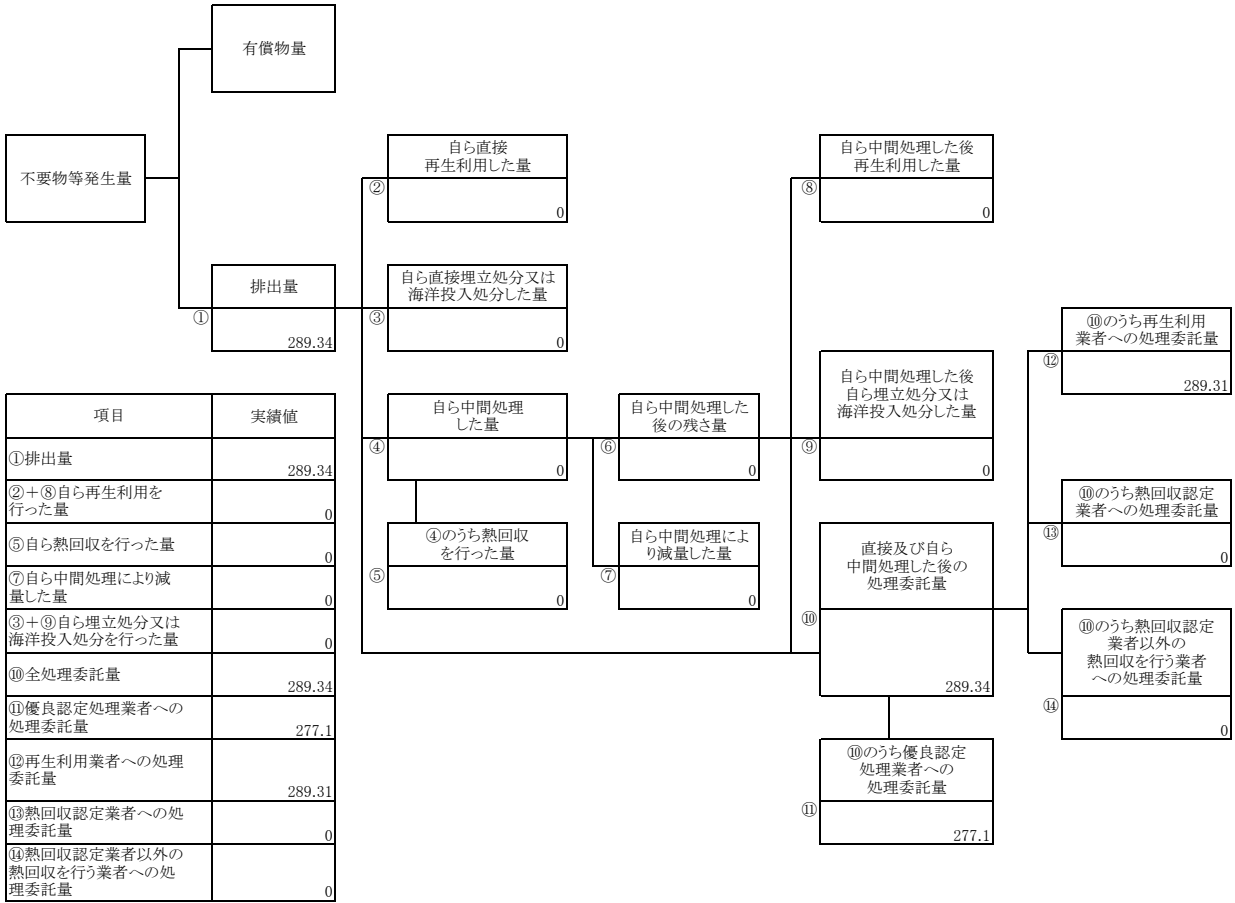 有償物量
不要物等発生量
排出量
①
289.34
自ら直接
再生利用した量
②
0
自ら直接埋立処分又は
海洋投入処分した量
③
0
自ら中間処理
した量
④
0
④のうち熱回収
を行った量
⑤
0
自ら中間処理した
後の残さ量
⑥
0
自ら中間処理によ
り減量した量
⑦
0
自ら中間処理した後
再生利用した量
⑧
0
自ら中間処理した後
自ら埋立処分又は
海洋投入処分した量
⑨
0
直接及び自ら
中間処理した後の
処理委託量
⑩
289.34
⑩のうち優良認定
処理業者への
処理委託量
⑪
277.1
⑩のうち再生利用
業者への処理委託量
⑫
289.31
⑩のうち熱回収認定
業者への処理委託量
⑬
0
⑩のうち熱回収認定
業者以外の
熱回収を行う業者
への処理委託量
⑭
0
項目 実績値
①排出量 289.34
②＋⑧自ら再生利用を
行った量 0
⑤自ら熱回収を行った量 0
⑦自ら中間処理により減
量した量 0
③＋⑨自ら埋立処分又は
海洋投入処分を行った量 0
⑩全処理委託量 289.34
⑪優良認定処理業者への
処理委託量 277.1
⑫再生利用業者への処理
委託量 289.31
⑬熱回収認定業者への処
理委託量 0
⑭熱回収認定業者以外の
熱回収を行う業者への処
理委託量 0